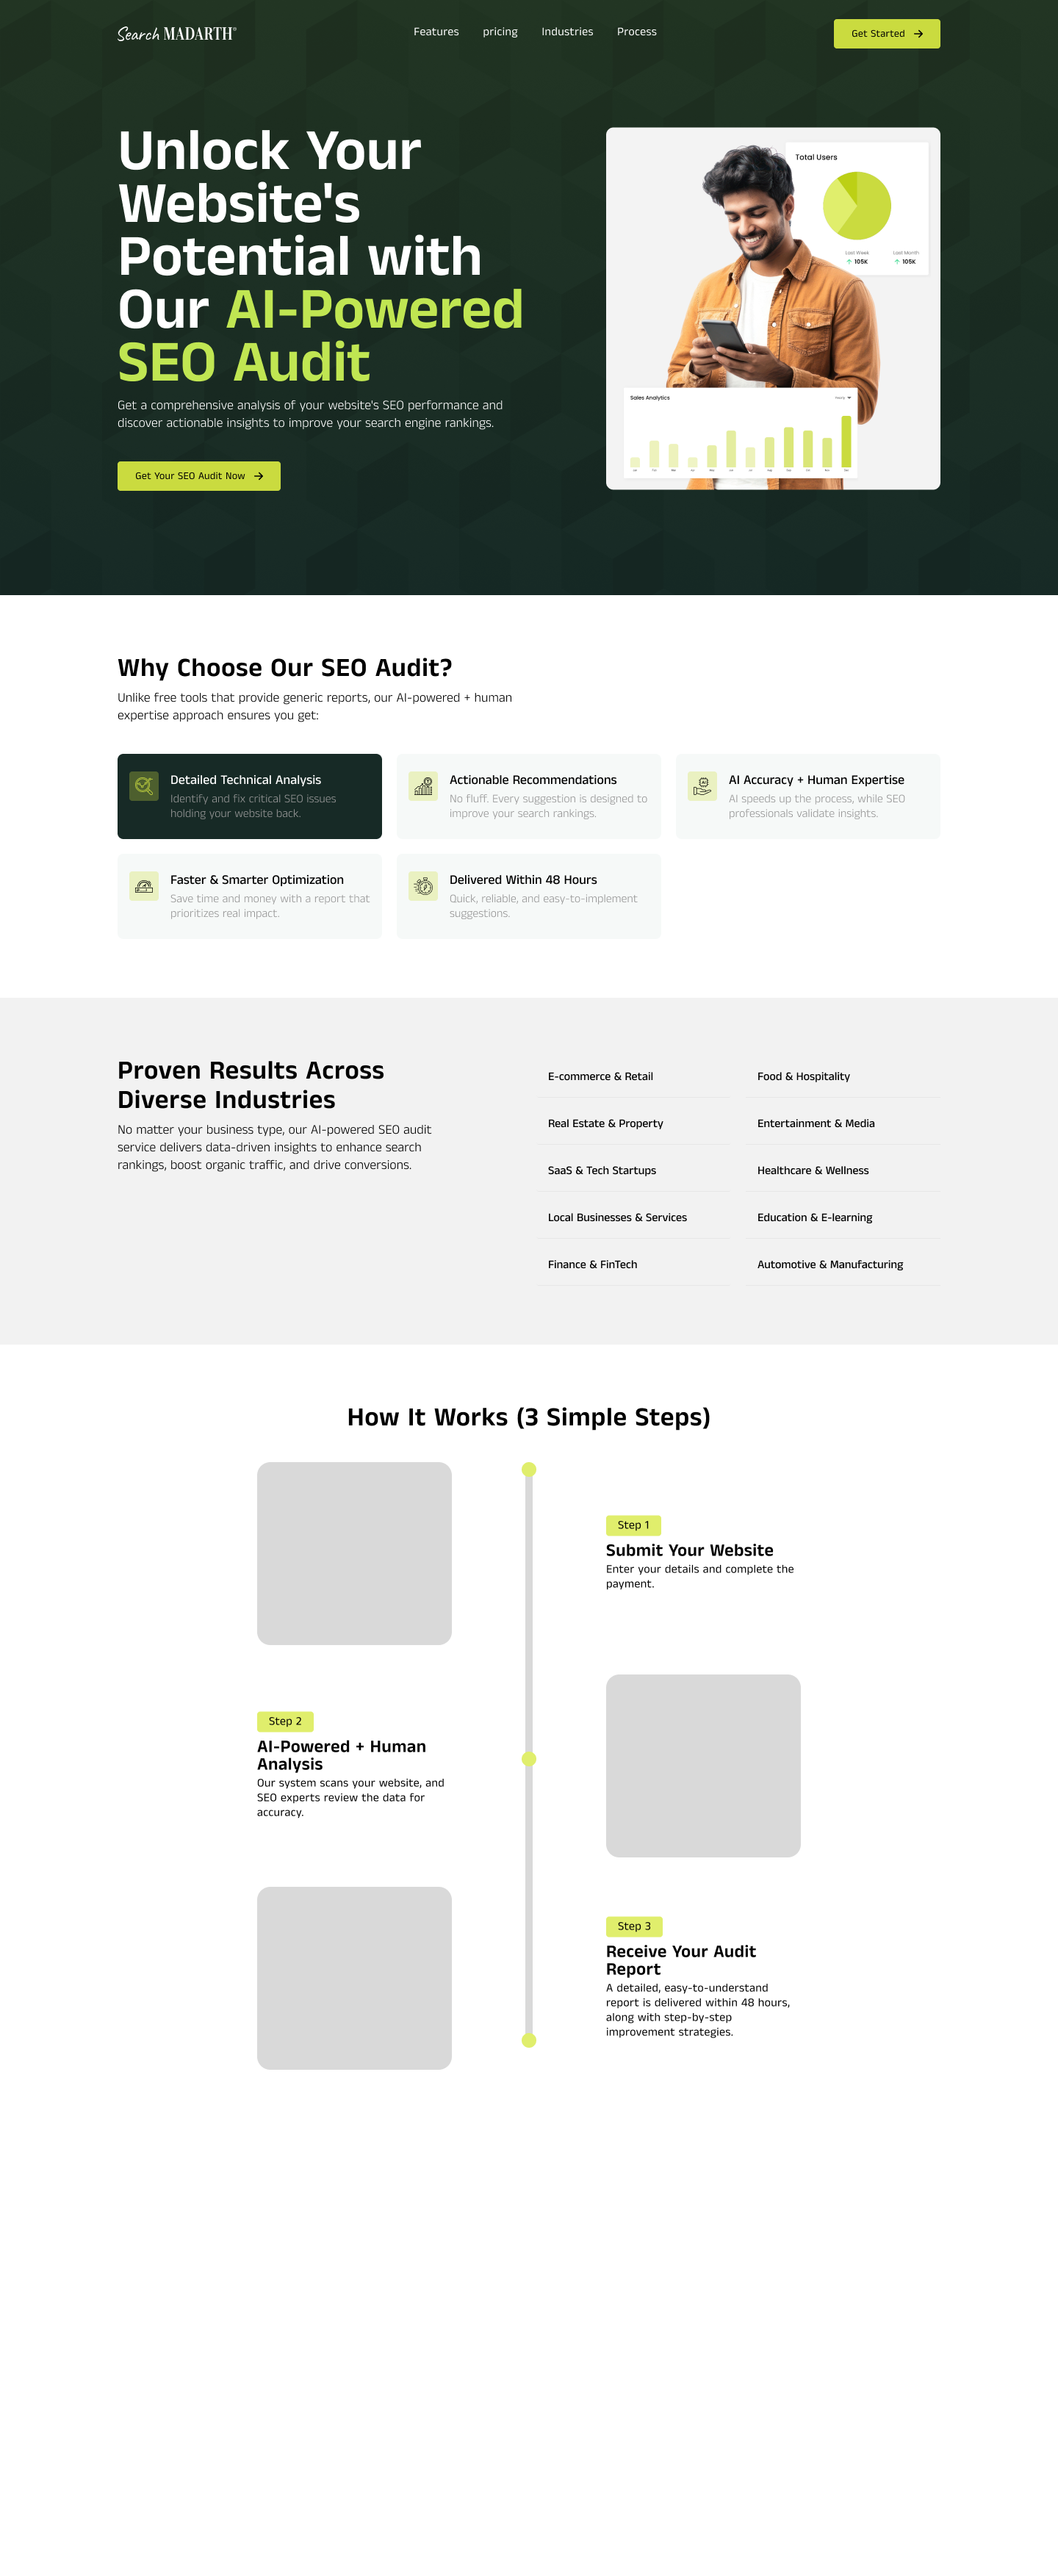 Search MADARTH®
Features
pricing
Industries
Process
Get Started
Unlock Your
Website's
Potential with
Our AI-Powered
SEO Audit
Get a comprehensive analysis of your website's SEO performance and
discover actionable insights to improve your search engine rankings.
Get Your SEO Audit Now
Total Users
Last Week
Last Month
105K
105K
Sales Analytics
Why Choose Our SEO Audit?
Unlike free tools that provide generic reports, our AI-powered + human
expertise approach ensures you get:
Detailed Technical Analysis
Identify and fix critical SEO issues
holding your website back.
Actionable Recommendations
No fluff. Every suggestion is designed to
improve your search rankings.
AI Accuracy + Human Expertise
AI speeds up the process, while SEO
professionals validate insights.
Faster & Smarter Optimization
Save time and money with a report that
prioritizes real impact.
Delivered Within 48 Hours
Quick, reliable, and easy-to-implement
suggestions.
Proven Results Across
Diverse Industries
No matter your business type, our AI-powered SEO audit
service delivers data-driven insights to enhance search
rankings, boost organic traffic, and drive conversions.
E-commerce & Retail
Food & Hospitality
Real Estate & Property
Entertainment & Media
SaaS & Tech Startups
Healthcare & Wellness
Local Businesses & Services
Education & E-learning
Finance & FinTech
Automotive & Manufacturing
How It Works (3 Simple Steps)
Step 1
Submit Your Website
Enter your details and complete the
payment.
Step 2
AI-Powered + Human
Analysis
Our system scans your website, and
SEO experts review the data for
accuracy.
Step 3
Receive Your Audit
Report
A detailed, easy-to-understand
report is delivered within 48 hours,
along with step-by-step
improvement strategies.